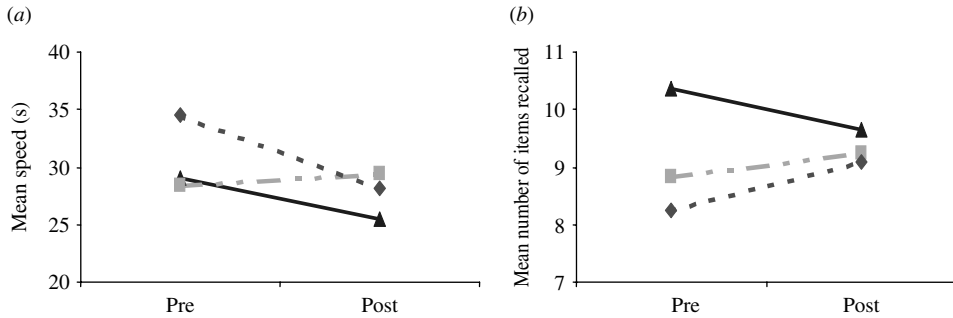 (a)
Mean speed (s)
40
35
30
25
20
Pre Post
(b)
Mean number of items recalled
11
10
9
8
7
Pre Post